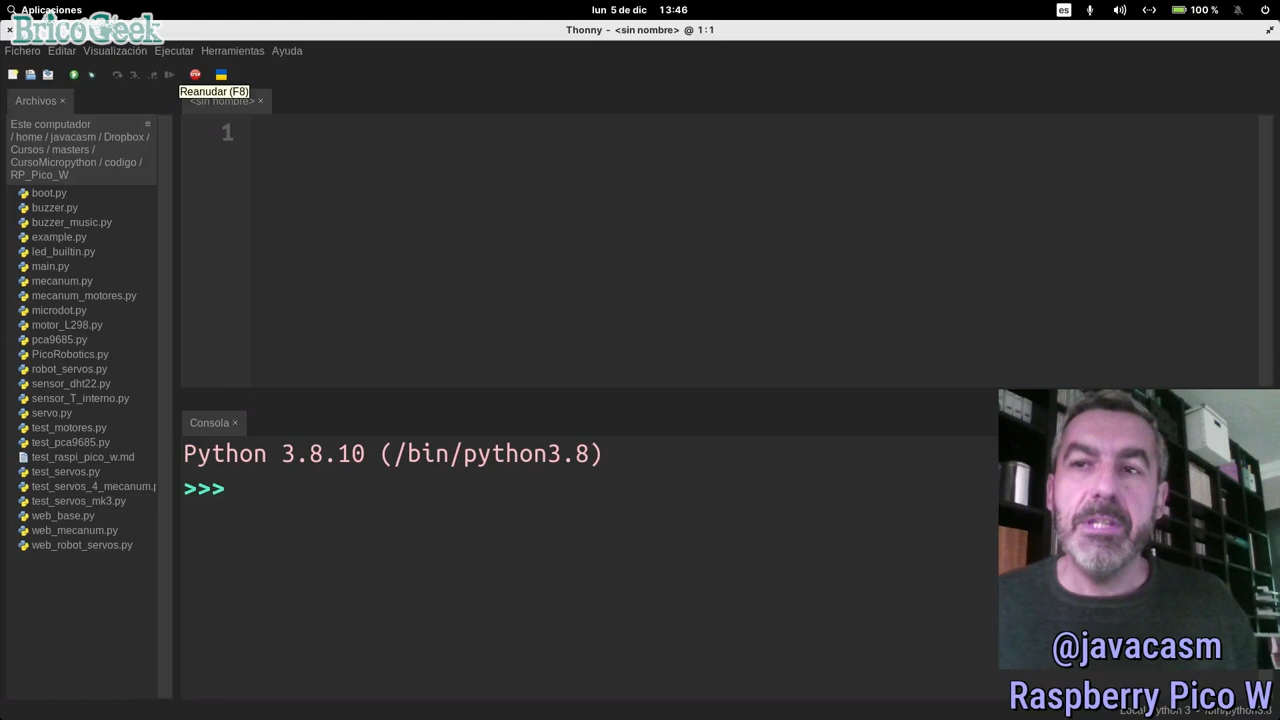 Aplicaciones
lun 5 de dic 13:46
es
100 %
BricoGeek
Thonny - <sin nombre> @ 1:1
Fichero Editar Visualización Ejecutar Herramientas Ayuda
STOP
Reanudar (F8)
Archivos ×
<sin nombre> ×
Este computador
/ home / javacasm / Dropbox /
Cursos / masters /
CursoMicropython / codigo /
RP_Pico_W
boot.py
buzzer.py
buzzer_music.py
example.py
led_builtin.py
main.py
mecanum.py
mecanum_motores.py
microdot.py
motor_L298.py
pca9685.py
PicoRobotics.py
robot_servos.py
sensor_dht22.py
sensor_T_interno.py
servo.py
test_motores.py
test_pca9685.py
test_raspi_pico_w.md
test_servos.py
test_servos_4_mecanum.p
test_servos_mk3.py
web_base.py
web_mecanum.py
web_robot_servos.py
1
Consola ×
Python 3.8.10 (/bin/python3.8)
>>>
@javacasm
Raspberry Pico W